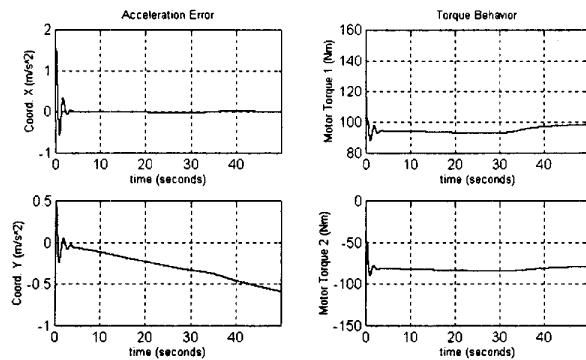 Acceleration Error
Coord. X (m/s^2)
2
1
0
-1
0 10 20 30 40
time (seconds)
Torque Behavior
Motor Torque 1 (Nm)
160
140
120
100
80
0 10 20 30 40
time (seconds)
Coord. Y (m/s^2)
0.5
0
-0.5
-1
0 10 20 30 40
time (seconds)
Motor Torque 2 (Nm)
0
-50
-100
-150
0 10 20 30 40
time (seconds)